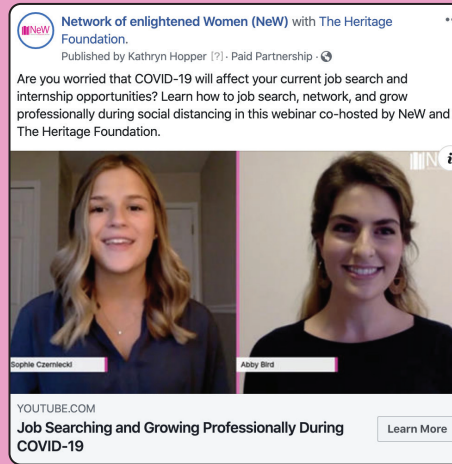 NeW
Network of enlightened Women (NeW) with The Heritage
Foundation.
Published by Kathryn Hopper [?] · Paid Partnership ·
Are you worried that COVID-19 will affect your current job search and
internship opportunities? Learn how to job search, network, and grow
professionally during social distancing in this webinar co-hosted by NeW and
The Heritage Foundation.
Sophie Czerniecki
Abby Bird
YOUTUBE.COM
Job Searching and Growing Professionally During
COVID-19
Learn More